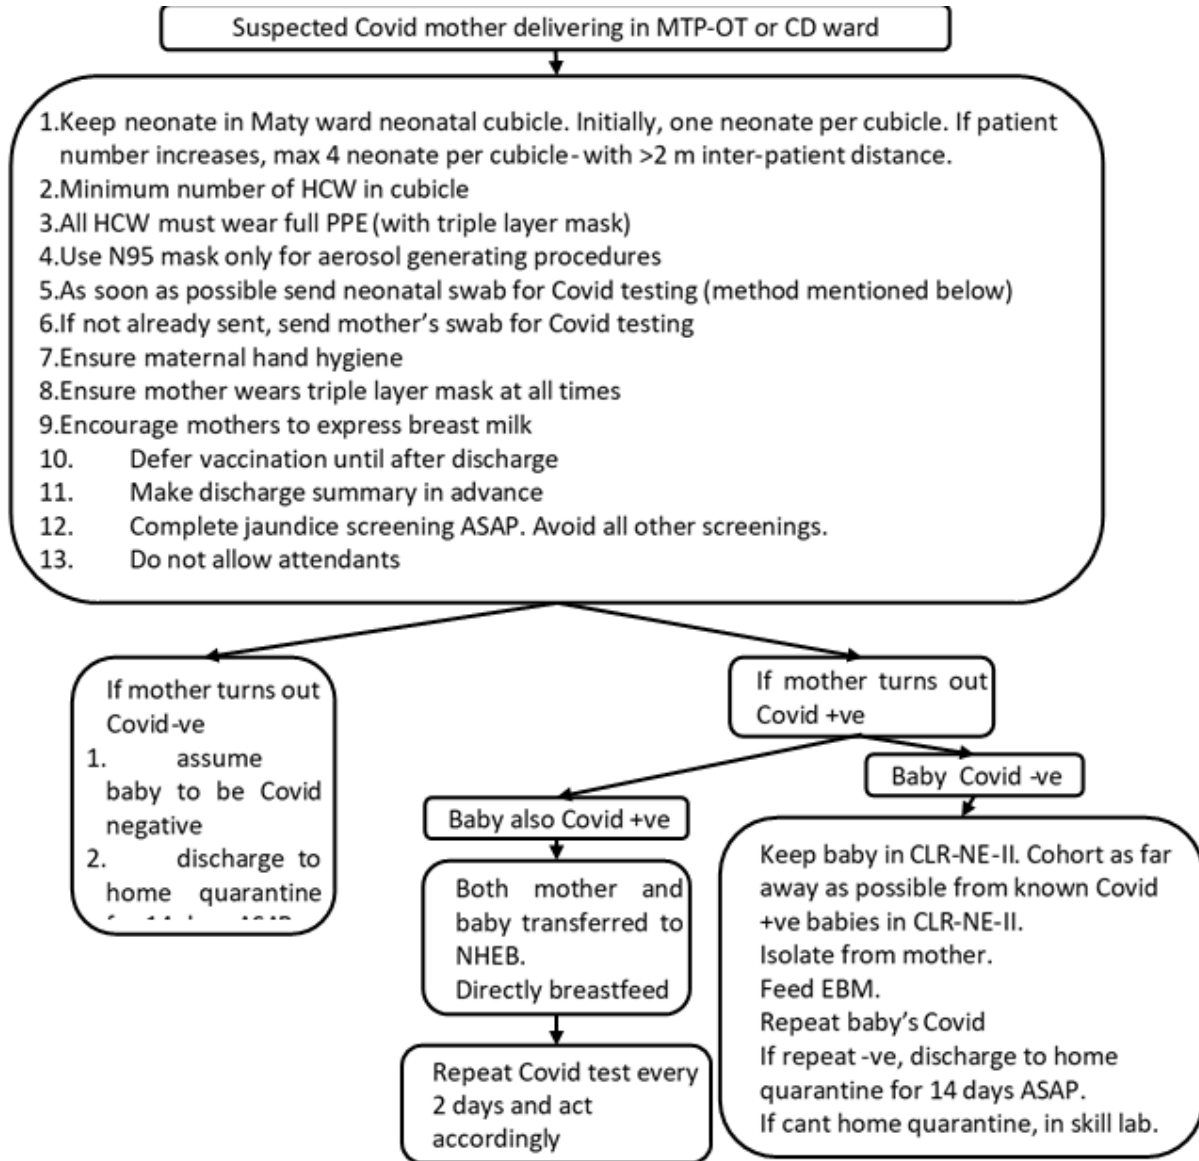 Suspected Covid mother delivering in MTP-OT or CD ward
1.Keep neonate in Maty ward neonatal cubicle. Initially, one neonate per cubicle. If patient
number increases, max 4 neonate per cubicle- with >2 m inter-patient distance.
2.Minimum number of HCW in cubicle
3.All HCW must wear full PPE (with triple layer mask)
4.Use N95 mask only for aerosol generating procedures
5.As soon as possible send neonatal swab for Covid testing (method mentioned below)
6.If not already sent, send mother's swab for Covid testing
7.Ensure maternal hand hygiene
8.Ensure mother wears triple layer mask at all times
9.Encourage mothers to express breast milk
10. Defer vaccination until after discharge
11. Make discharge summary in advance
12. Complete jaundice screening ASAP. Avoid all other screenings.
13. Do not allow attendants
If mother turns out
Covid-ve
1. assume
baby to be Covid
negative
2. discharge to
home quarantine
If mother turns out
Covid +ve
Baby also Covid +ve
Both mother and
baby transferred to
NHEB.
Directly breastfeed
Repeat Covid test every
2 days and act
accordingly
Baby Covid -ve
Keep baby in CLR-NE-II. Cohort as far
away as possible from known Covid
+ve babies in CLR-NE-II.
Isolate from mother.
Feed EBM.
Repeat baby's Covid
If repeat -ve, discharge to home
quarantine for 14 days ASAP.
If cant home quarantine, in skill lab.